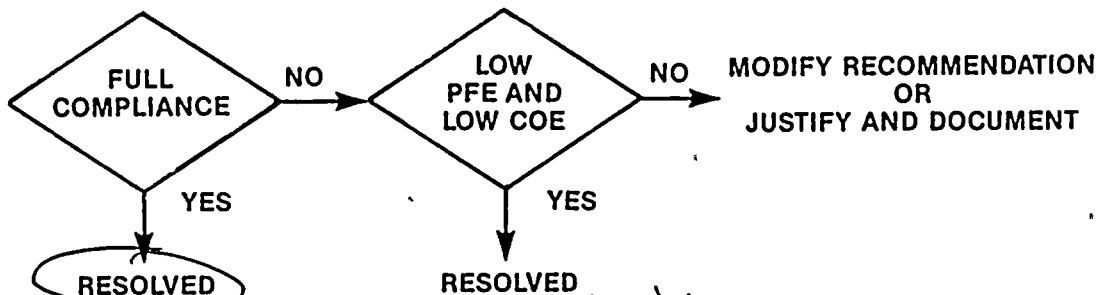 FULL
COMPLIANCE
NO
LOW
PFE AND
LOW COE
NO
MODIFY RECOMMENDATION
OR
JUSTIFY AND DOCUMENT
YES
YES
RESOLVED
RESOLVED